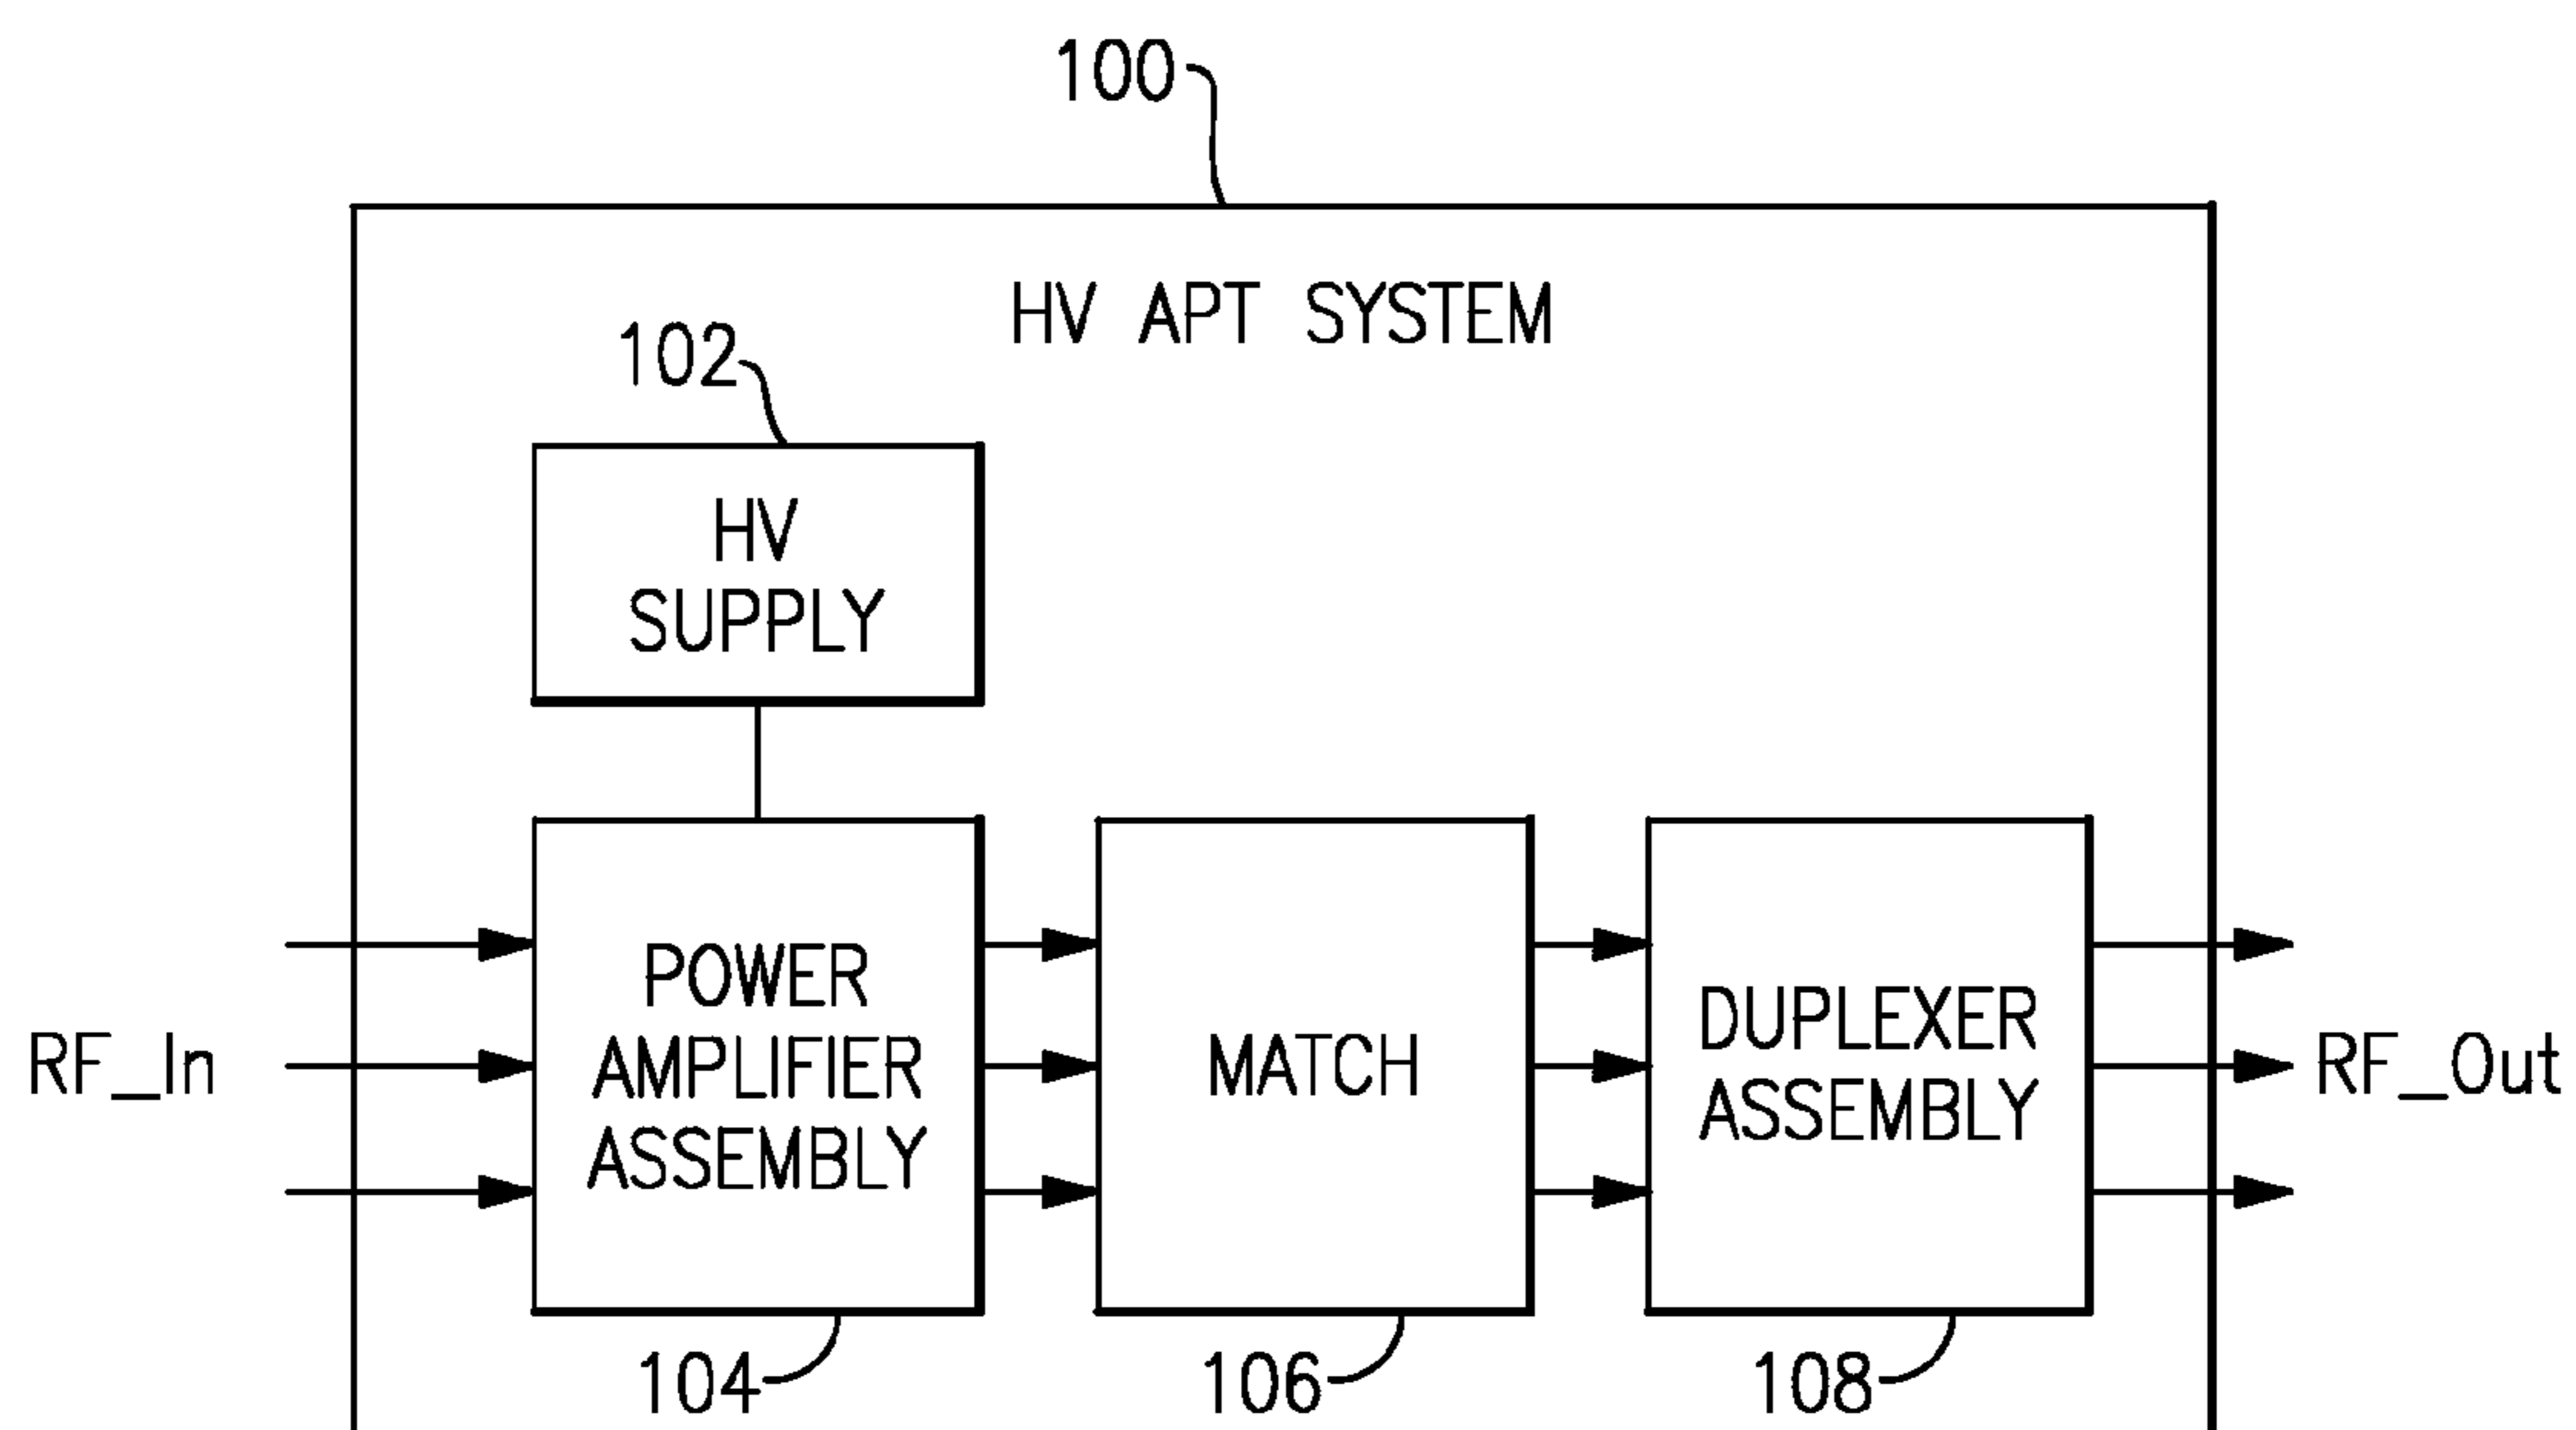 100
HV APT SYSTEM
102
HV
SUPPLY
RF_In
POWER
AMPLIFIER
ASSEMBLY
MATCH
DUPLEXER
ASSEMBLY
RF_Out
104
106
108